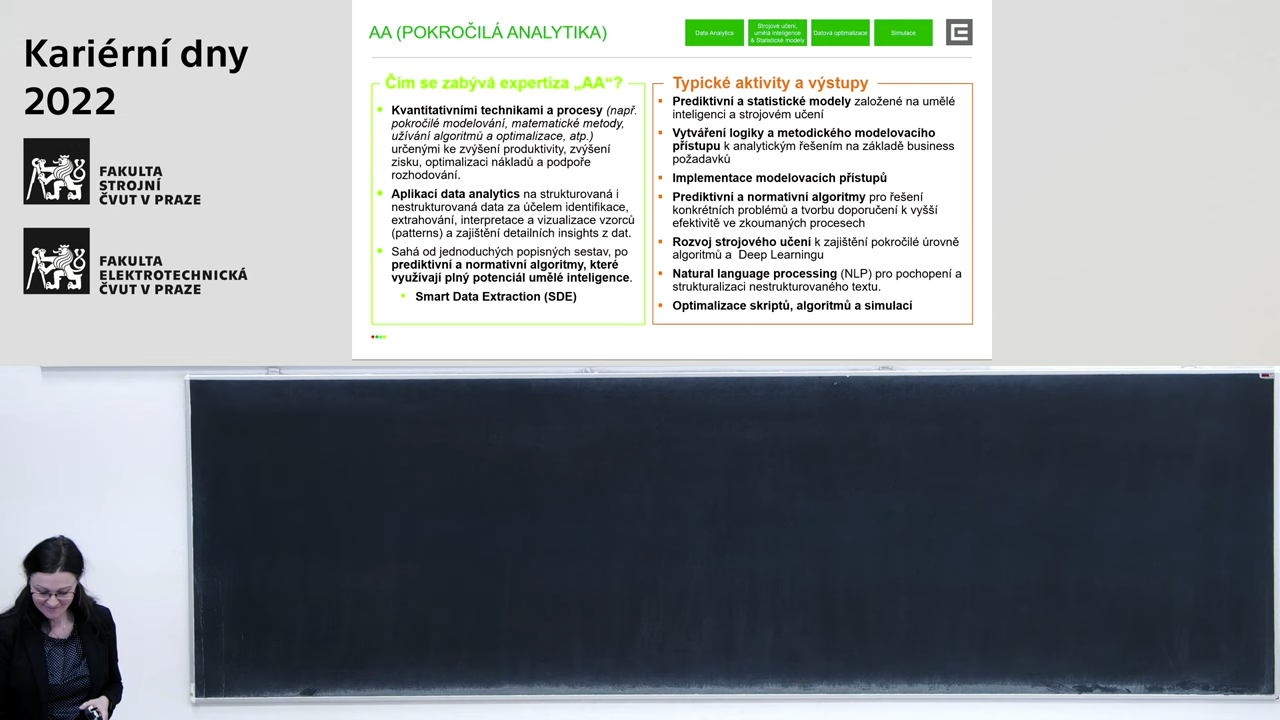 Kariérní dny
2022
FAKULTA
STROJNÍ
ČVUT V PRAZE
FAKULTA
ELEKTROTECHNICKÁ
ČVUT V PRAZE
AA (POKROČILÁ ANALYTIKA)
Data Analytics
Strojové učení,
umělá inteligence
& Statistické modely
Datová optimalizace
Simulace
Čím se zabývá expertiza „AA“?
Kvantitativními technikami a procesy (např.
pokročilé modelování, matematické metody,
užívání algoritmů a optimalizace, atp.)
určenými ke zvýšení produktivity, zvýšení
zisku, optimalizaci nákladů a podpoře
rozhodování.
Aplikací data analytics na strukturovaná i
nestrukturovaná data za účelem identifikace,
extrahování, interpretace a vizualizace vzorců
(patterns) a zajištění detailních insights z dat.
Sahá od jednoduchých popisných sestav, po
prediktivní a normativní algoritmy, které
využívají plný potenciál umělé inteligence.
Smart Data Extraction (SDE)
Typické aktivity a výstupy
Prediktivní a statistické modely založené na umělé
inteligenci a strojovém učení
Vytváření logiky a metodického modelovacího
přístupu k analytickým řešením na základě business
požadavků
Implementace modelovacích přístupů
Prediktivní a normativní algoritmy pro řešení
konkrétních problémů a tvorbu doporučení k vyšší
efektivitě ve zkoumaných procesech
Rozvoj strojového učení k zajištění pokročilé úrovně
algoritmů a Deep Learningu
Natural language processing (NLP) pro pochopení a
strukturalizaci nestrukturovaného textu.
Optimalizace skriptů, algoritmů a simulací